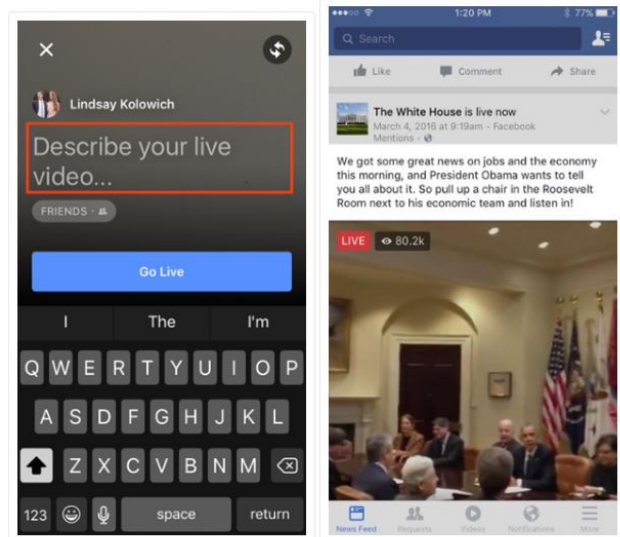 Lindsay Kolowich
Describe your live
video...
FRIENDS
Go Live
I The I'm
Q W E R T Y U I O P
A S D F G H J K L
Z X C V B N M
123 space return
1:20 PM 77%
Search
Like Comment Share
The White House is live now
March 4, 2016 at 9:19am - Facebook
Mentions -
We got some great news on jobs and the economy
this morning, and President Obama wants to tell
you all about it. So pull up a chair in the Roosevelt
Room next to his economic team and listen in!
LIVE 80.2k
News Feed Requests Videos Notifications More